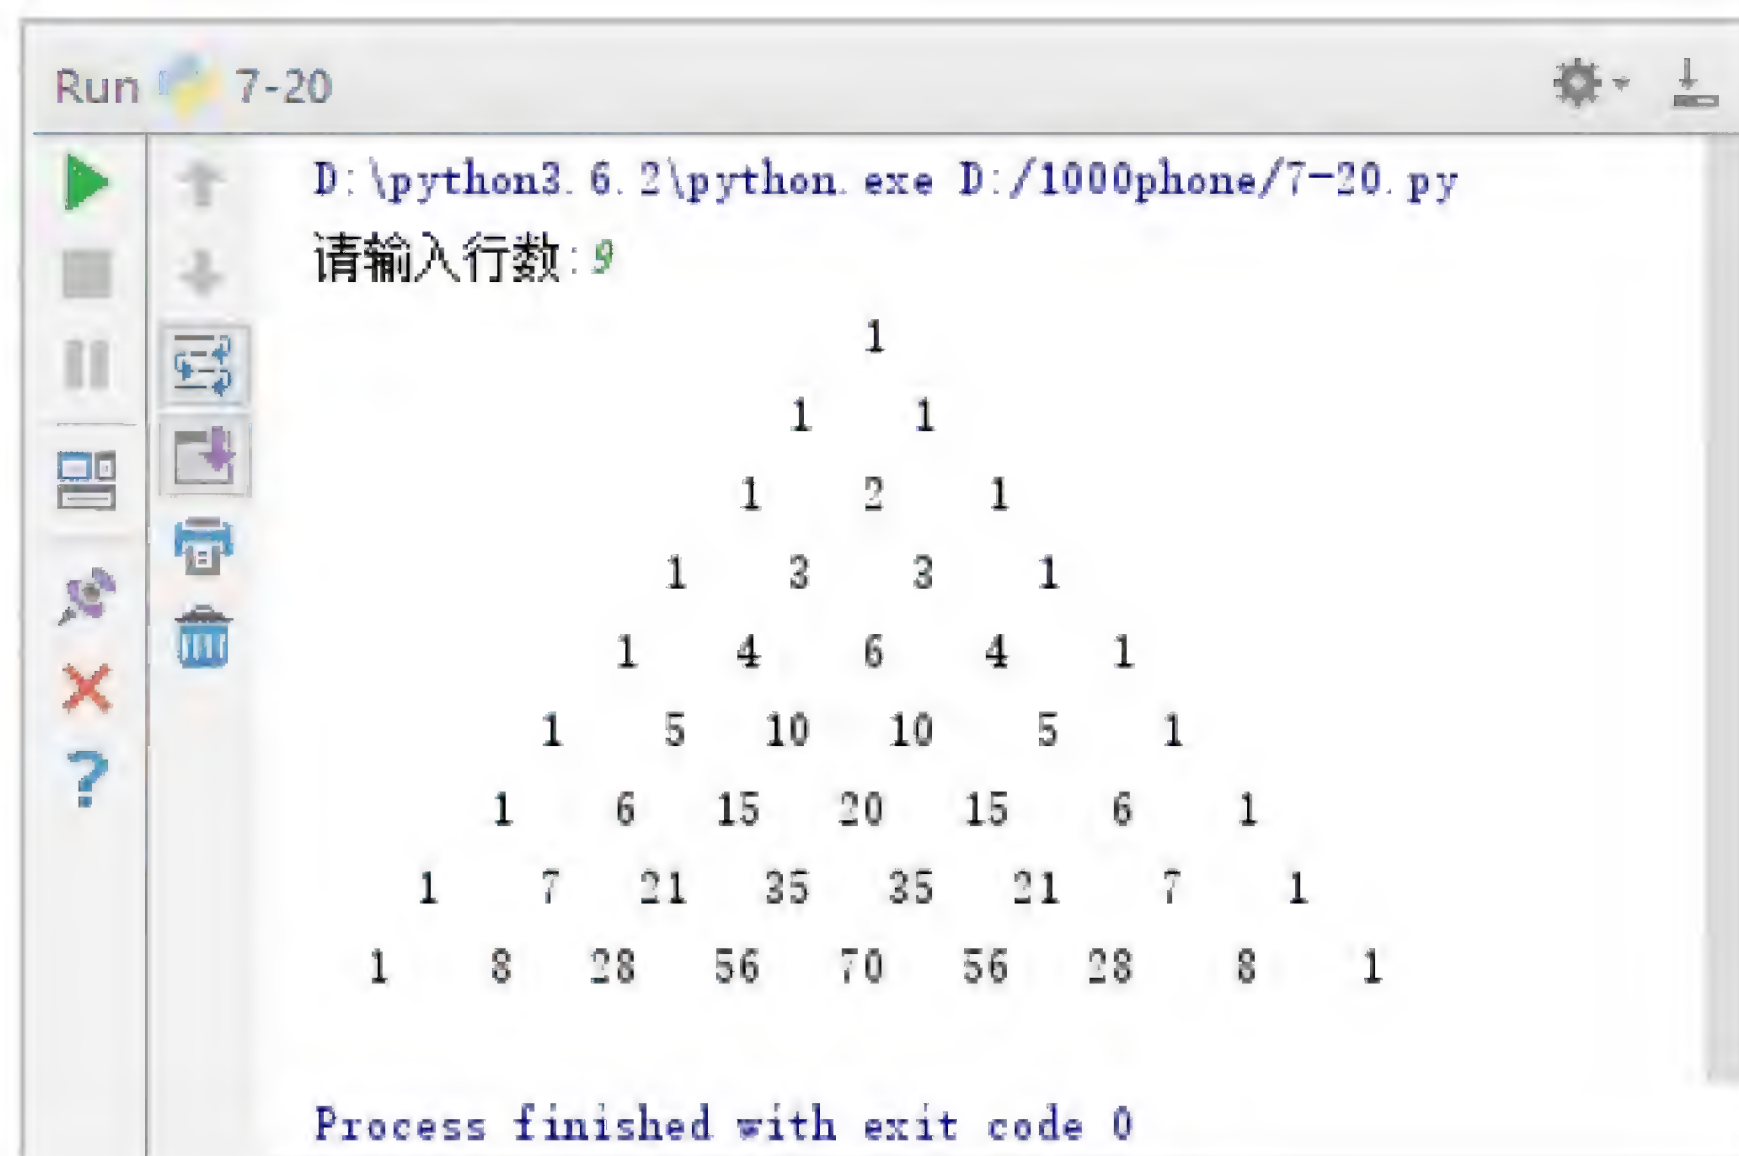 Run 7-20
D:\python3.6.2\python.exe D:/1000phone/7-20.py
请输入行数:9
1
1 1
1 2 1
1 3 3 1
1 4 6 4 1
1 5 10 10 5 1
1 6 15 20 15 6 1
1 7 21 35 35 21 7 1
1 8 28 56 70 56 28 8 1
Process finished with exit code 0